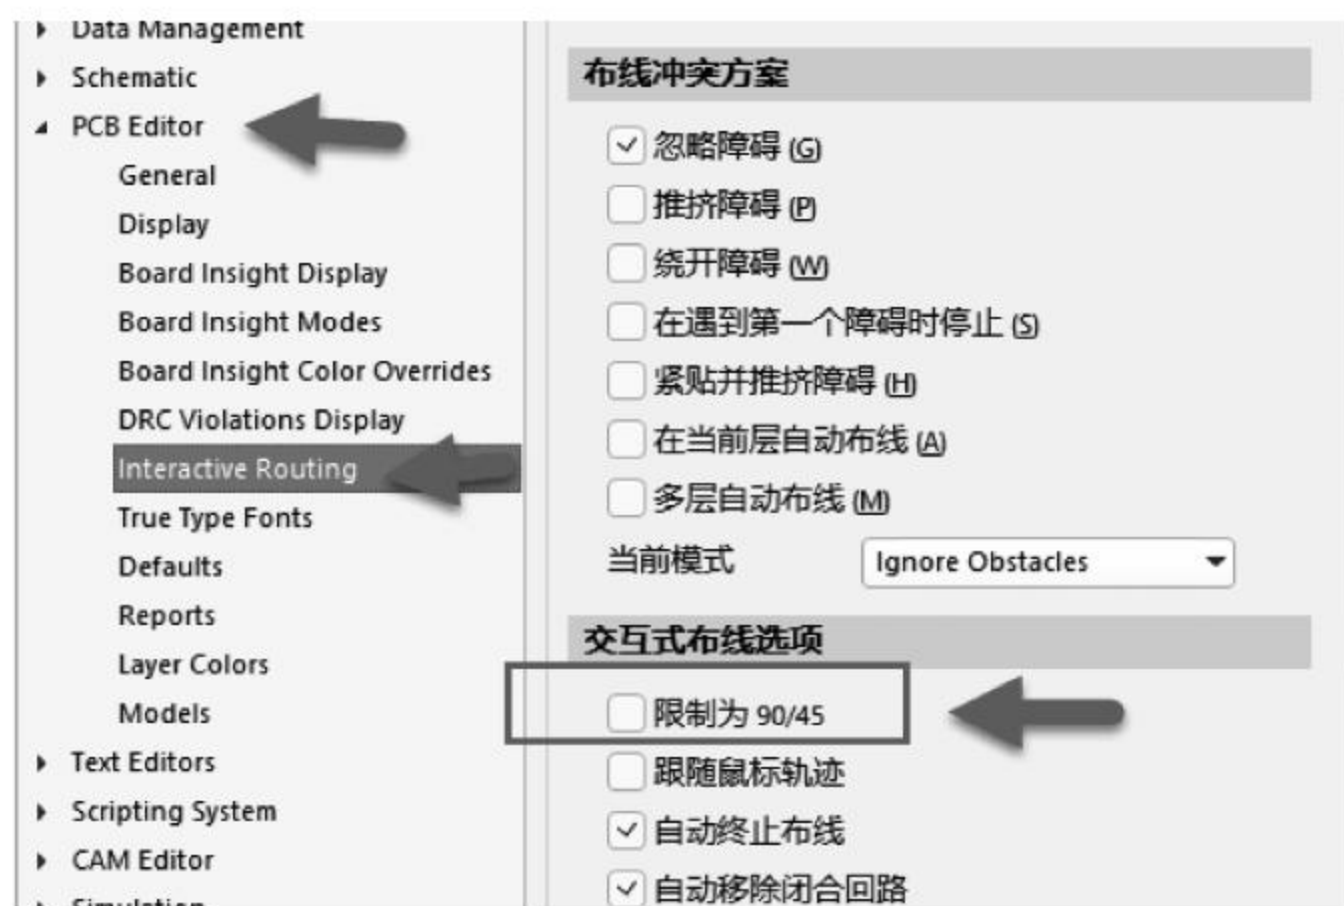 Data Management
Schematic
PCB Editor
General
Display
Board Insight Display
Board Insight Modes
Board Insight Color Overrides
DRC Violations Display
Interactive Routing
True Type Fonts
Defaults
Reports
Layer Colors
Models
Text Editors
Scripting System
CAM Editor
Simulation
布线冲突方案
忽略障碍 (G)
推挤障碍 (P)
绕开障碍 (W)
在遇到第一个障碍时停止 (S)
紧贴并推挤障碍 (H)
在当前层自动布线 (A)
多层自动布线 (M)
当前模式 Ignore Obstacles
交互式布线选项
限制为 90/45
跟随鼠标轨迹
自动终止布线
自动移除闭合回路